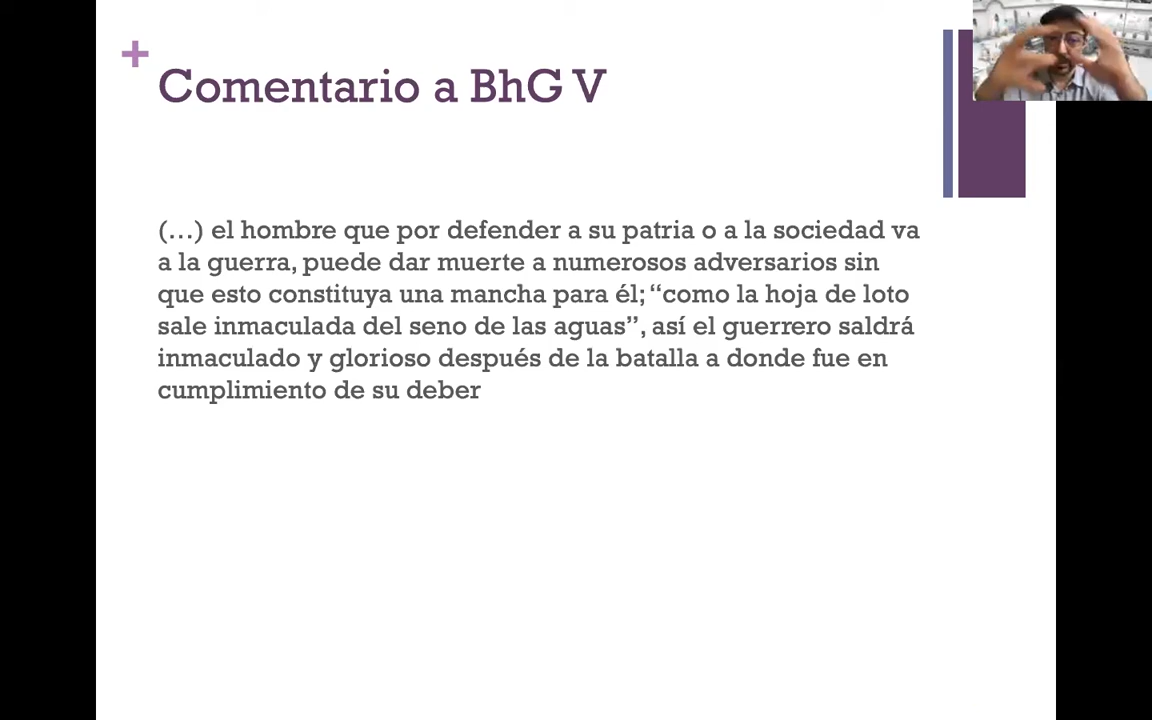 +
Comentario a BhG V
(…) el hombre que por defender a su patria o a la sociedad va
a la guerra, puede dar muerte a numerosos adversarios sin
que esto constituya una mancha para él; “como la hoja de loto
sale inmaculada del seno de las aguas”, así el guerrero saldrá
inmaculado y glorioso después de la batalla a donde fue en
cumplimiento de su deber